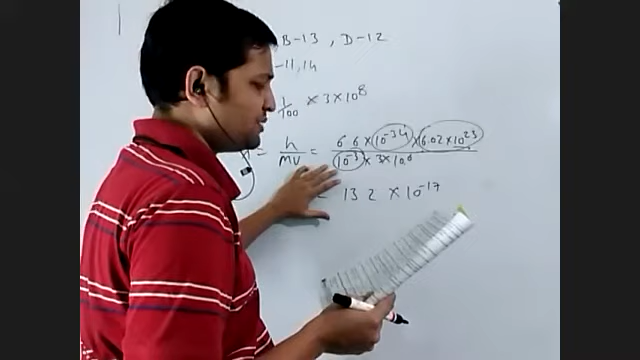 B-13 , D-12
-11,14
1/100 × 3×10⁸
= h/mv = 6 6 × 10⁻³⁴ × 6.02×10²³ / 10⁻³ × 3×10⁶
= 13 2 × 10⁻¹⁷